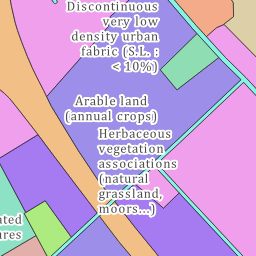 Discontinuous
very low
density urban
fabric (S.L. :
< 10%)
Arable land
(annual crops)
Herbaceous
vegetation
associations
(natural
grassland,
moors...)